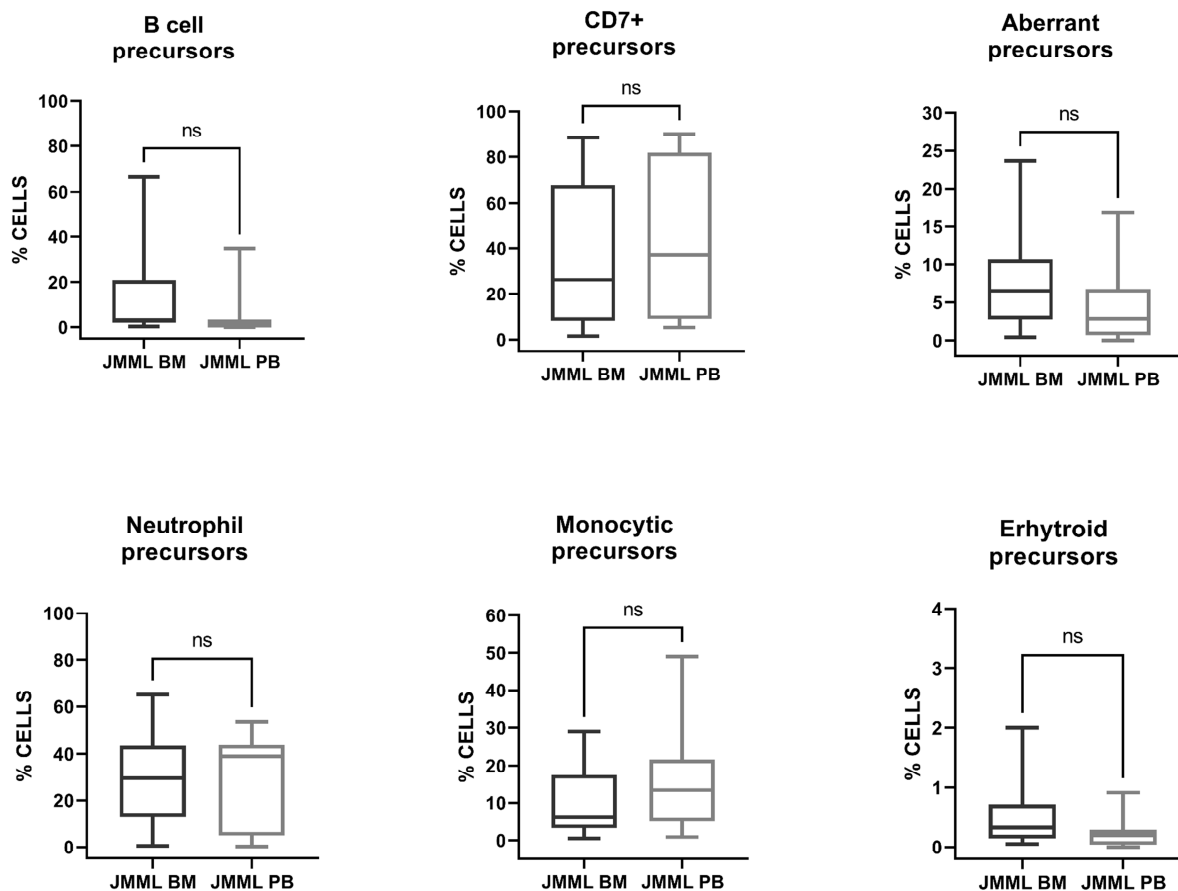 B cell
precursors
100
80
60
40
20
0
% CELLS
ns
JMML BM
JMML PB
CD7+
precursors
100
80
60
40
20
0
% CELLS
ns
JMML BM
JMML PB
Aberrant
precursors
30
25
20
15
10
5
0
% CELLS
ns
JMML BM
JMML PB
Neutrophil
precursors
100
80
60
40
20
0
% CELLS
ns
JMML BM
JMML PB
Monocytic
precursors
60
50
40
30
20
10
0
% CELLS
ns
JMML BM
JMML PB
Erhytroid
precursors
4
3
2
1
0
% CELLS
ns
JMML BM
JMML PB